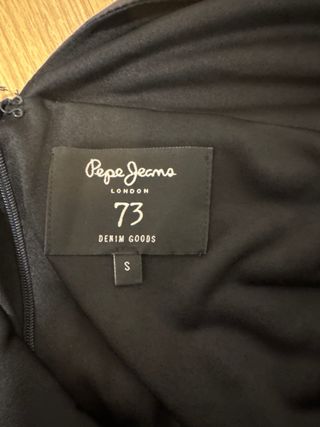 Pepe Jeans
LONDON
73
DENIM GOODS
S